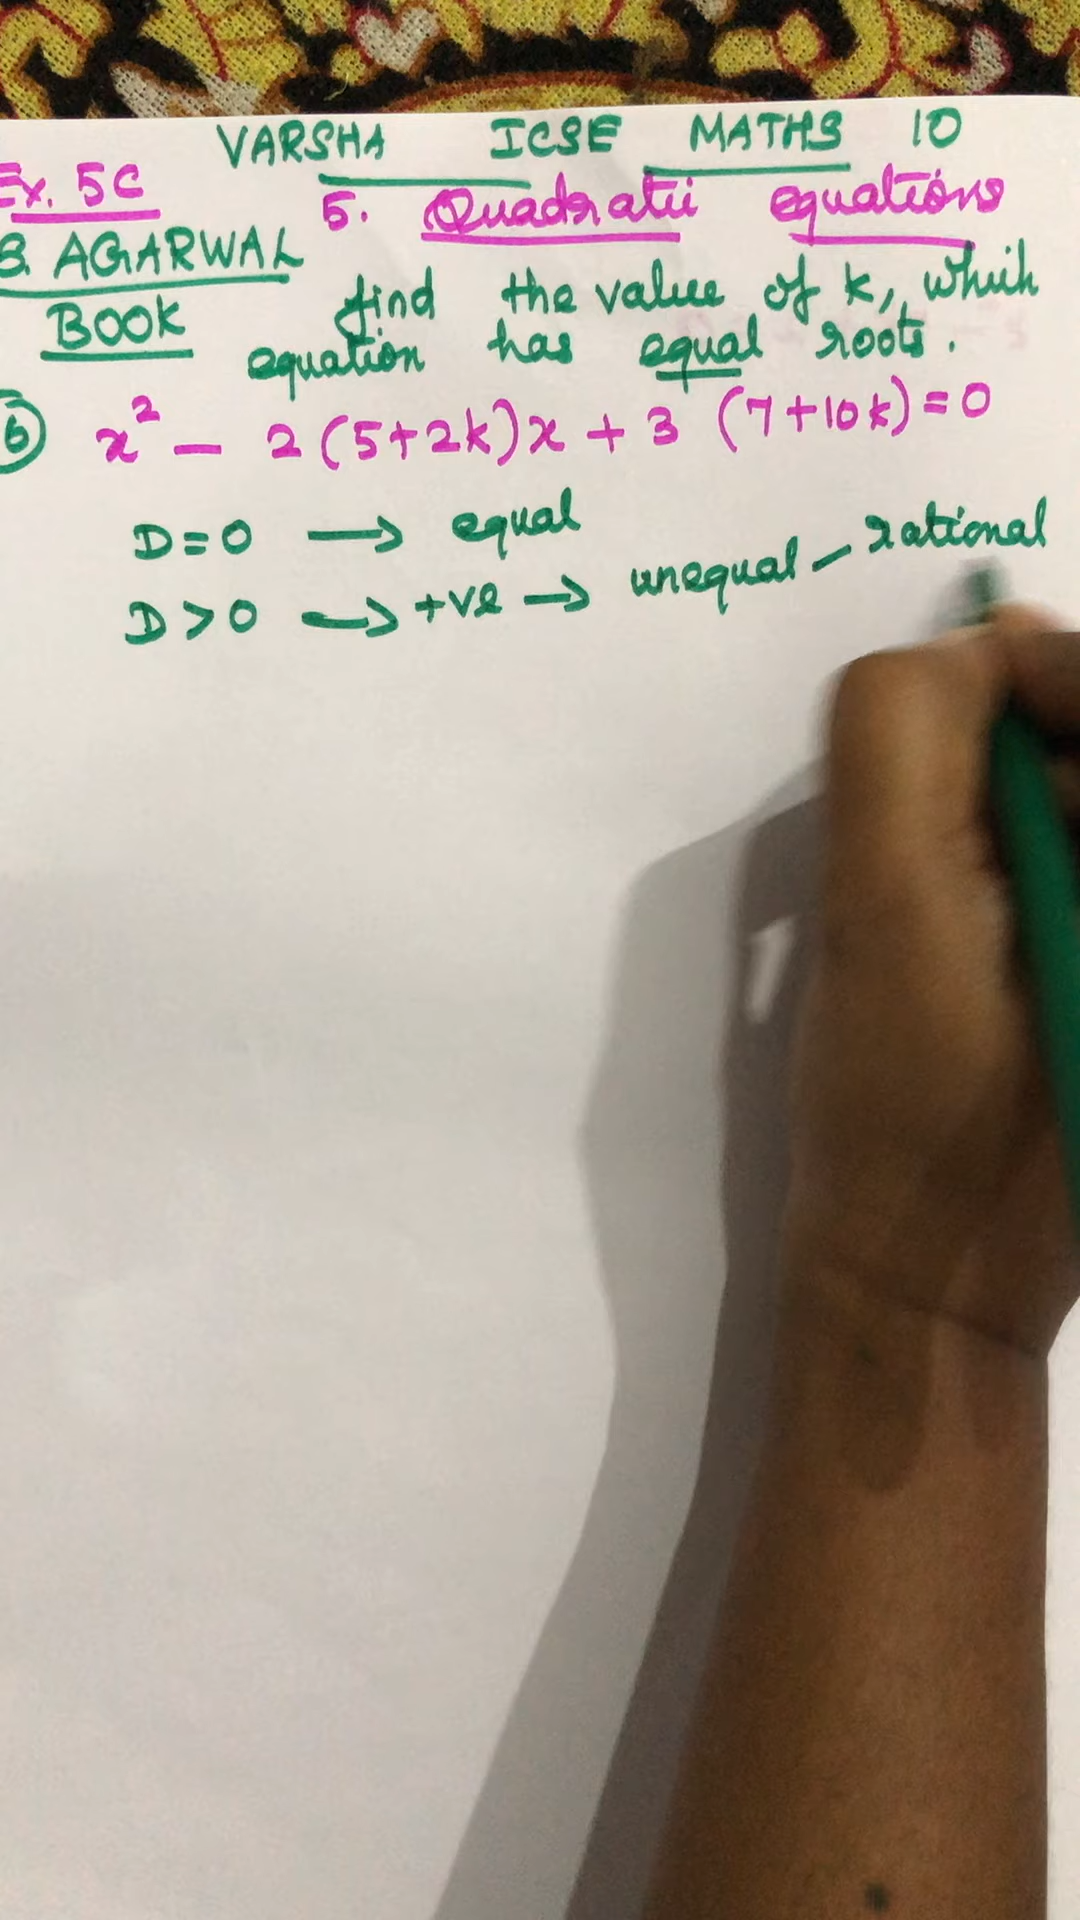 VARSHA ICSE MATHS 10
Ex. 5C 5. Quadratic equations
S. AGARWAL
BOOK find the value of k, which
equation has equal roots.
6 x² - 2(5+2k)x + 3 (7+10k)=0
D=0 → equal
D>0 → +ve → unequal - rational